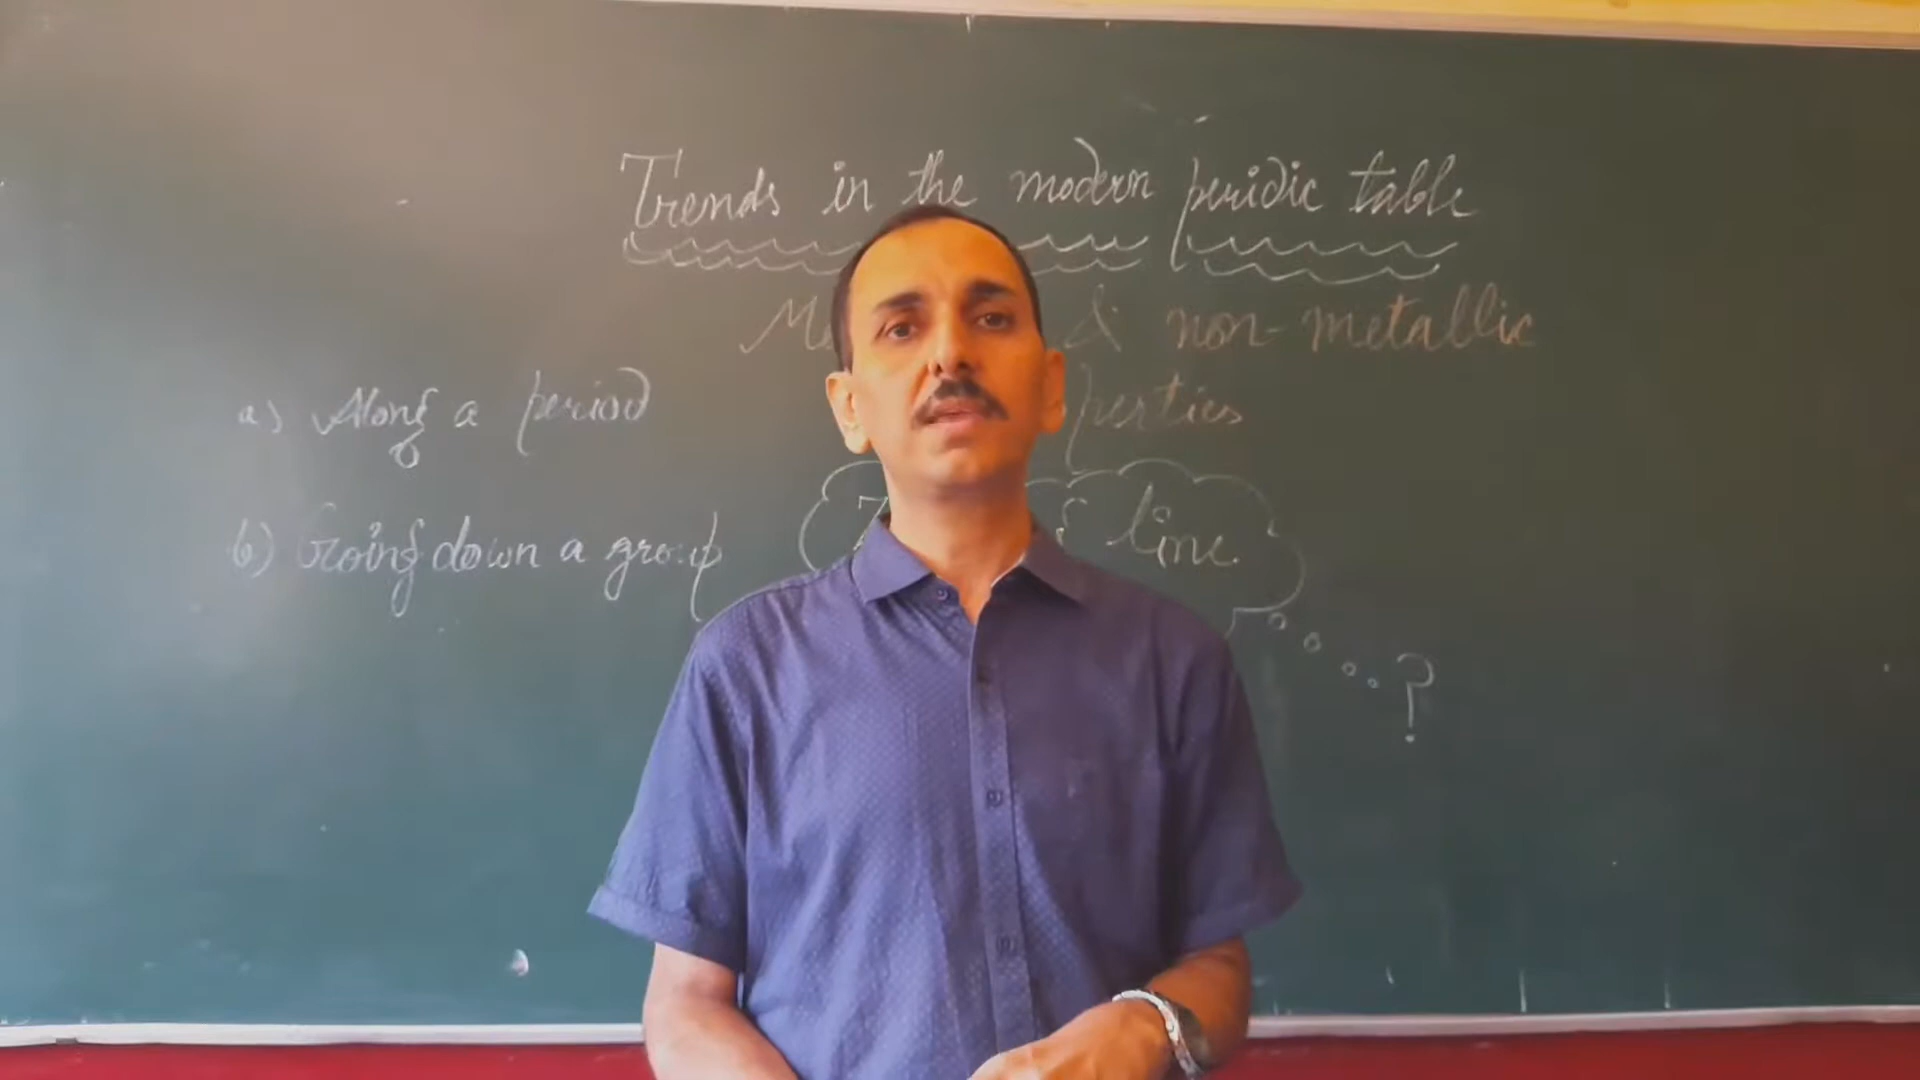 Trends in the modern peridic table
& non-metallic
a) Along a period
b) Going down a group
line
?